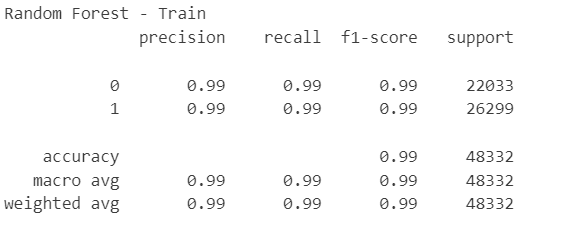 Random Forest - Train
precision recall f1-score support
0 0.99 0.99 0.99 22033
1 0.99 0.99 0.99 26299
accuracy 0.99 48332
macro avg 0.99 0.99 0.99 48332
weighted avg 0.99 0.99 0.99 48332